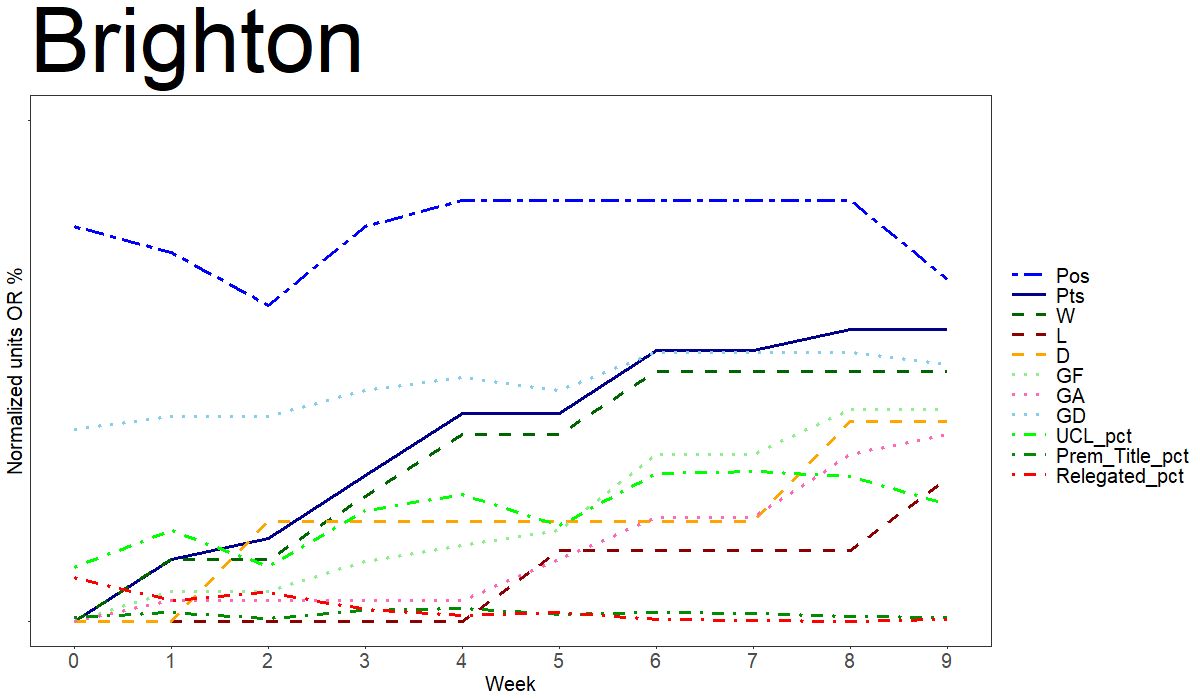 Brighton
Normalized units OR %
0 1 2 3 4 5 6 7 8 9
Week
Pos
Pts
W
L
D
GF
GA
GD
UCL_pct
Prem_Title_pct
Relegated_pct